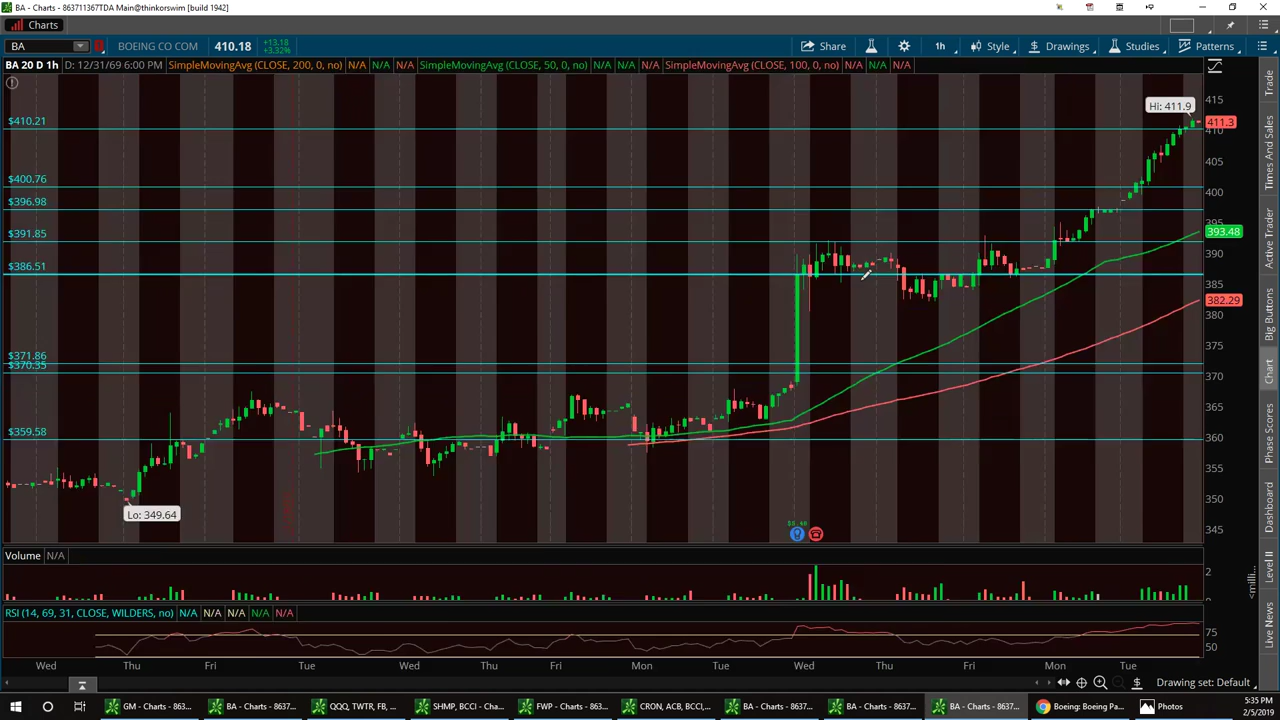 BA - Charts - 863711367TDA Main@thinkorswim [build 1942]
Charts
BA BOEING CO COM 410.18 +13.18 +3.32% Share 1h Style Drawings Studies Patterns
BA 20 D 1h D: 12/31/69 6:00 PM SimpleMovingAvg (CLOSE, 200, 0, no) N/A N/A N/A SimpleMovingAvg (CLOSE, 50, 0, no) N/A N/A N/A SimpleMovingAvg (CLOSE, 100, 0, no) N/A N/A N/A
Hi: 411.9
415
$410.21
411.3
410
405
$400.76
400
$396.98
395
$391.85
393.48
390
$386.51
385
382.29
380
375
$371.86
$370.35
370
365
$359.58
360
355
350
Lo: 349.64
345
$5.48
Volume N/A
2
<millions
RSI (14, 69, 31, CLOSE, WILDERS, no) N/A N/A N/A N/A N/A
75
50
Wed Thu Fri Tue Wed Thu Fri Mon Tue Wed Thu Fri Mon Tue
Drawing set: Default
Trade
Times And Sales
Active Trader
Big Buttons
Chart
Phase Scores
Dashboard
Level II
Live News
GM - Charts - 863... BA - Charts - 8637... QQQ, TWTR, FB, ... SHMP, BCCI - Cha... FWP - Charts - 86... CRON, ACB, BCCI,... BA - Charts - 8637... BA - Charts - 8637... BA - Charts - 8637... Boeing: Boeing Pa... Photos
5:35 PM
2/5/2019